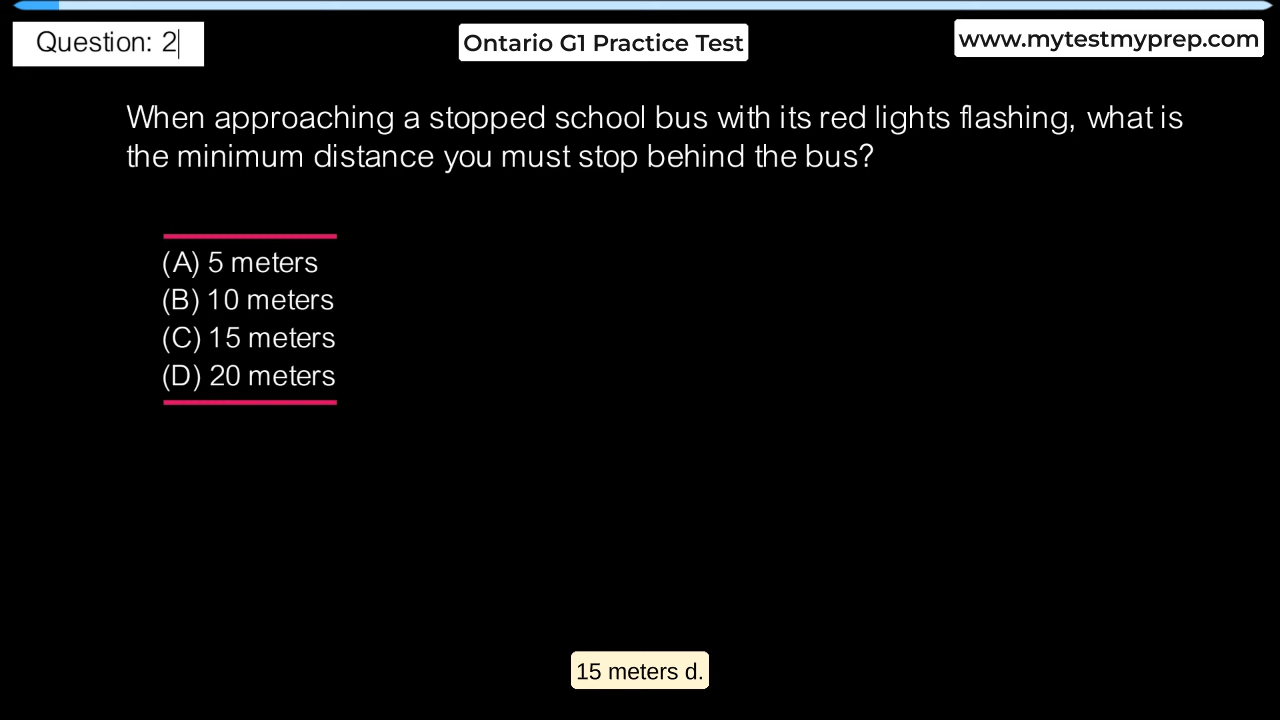 Question: 2
Ontario G1 Practice Test
www.mytestmyprep.com
When approaching a stopped school bus with its red lights flashing, what is
the minimum distance you must stop behind the bus?
(A) 5 meters
(B) 10 meters
(C) 15 meters
(D) 20 meters
15 meters d.